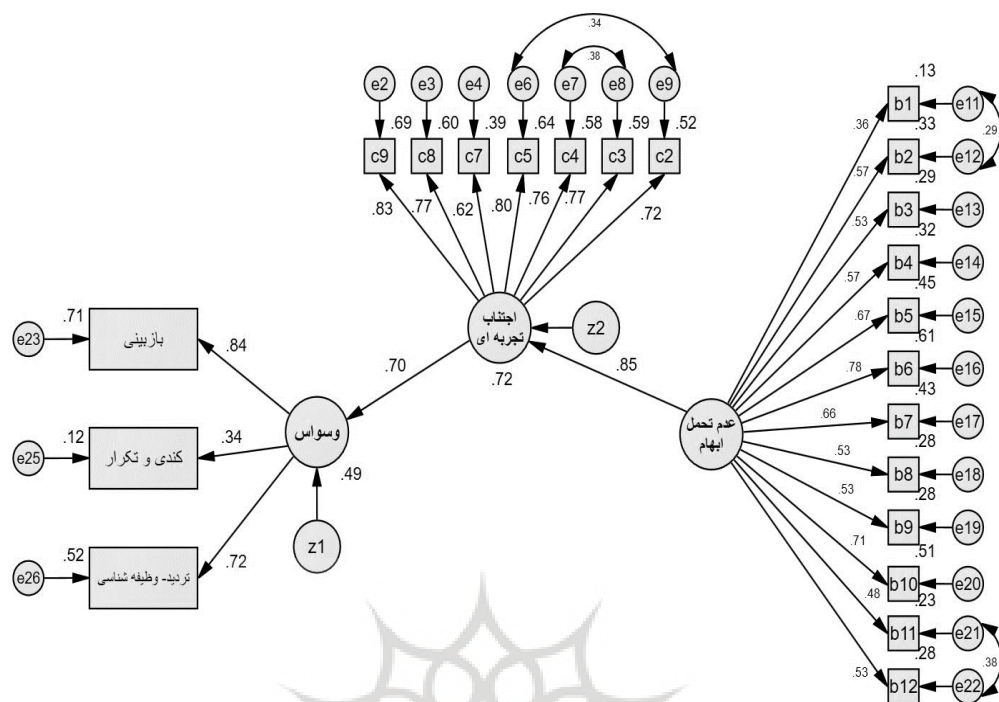 .34
.38
e2 e3 e4 e6 e7 e8 e9
.69 .60 .39 .64 .58 .59 .52
c9 c8 c7 c5 c4 c3 c2
.83 .77 .62 .80 .76 .77 .72
.13
b1 e11
.36
.33
.29
b2 e12
.57
.29
b3 e13
.53
.32
b4 e14
.57
.45
b5 e15
.67
.61
b6 e16
.78
.43
b7 e17
.66
.28
b8 e18
.53
.28
b9 e19
.53
.51
b10 e20
.71
.23
b11 e21
.48
.28
.38
b12 e22
.53
اجتناب
تجربه ای
z2
.72
.85
عدم تحمل
ابهام
.70
وسواس
.49
z1
e23 .71
بازبینی
.84
e25 .12
کندی و تکرار
.34
e26 .52
تردید- وظیفه شناسی
.72